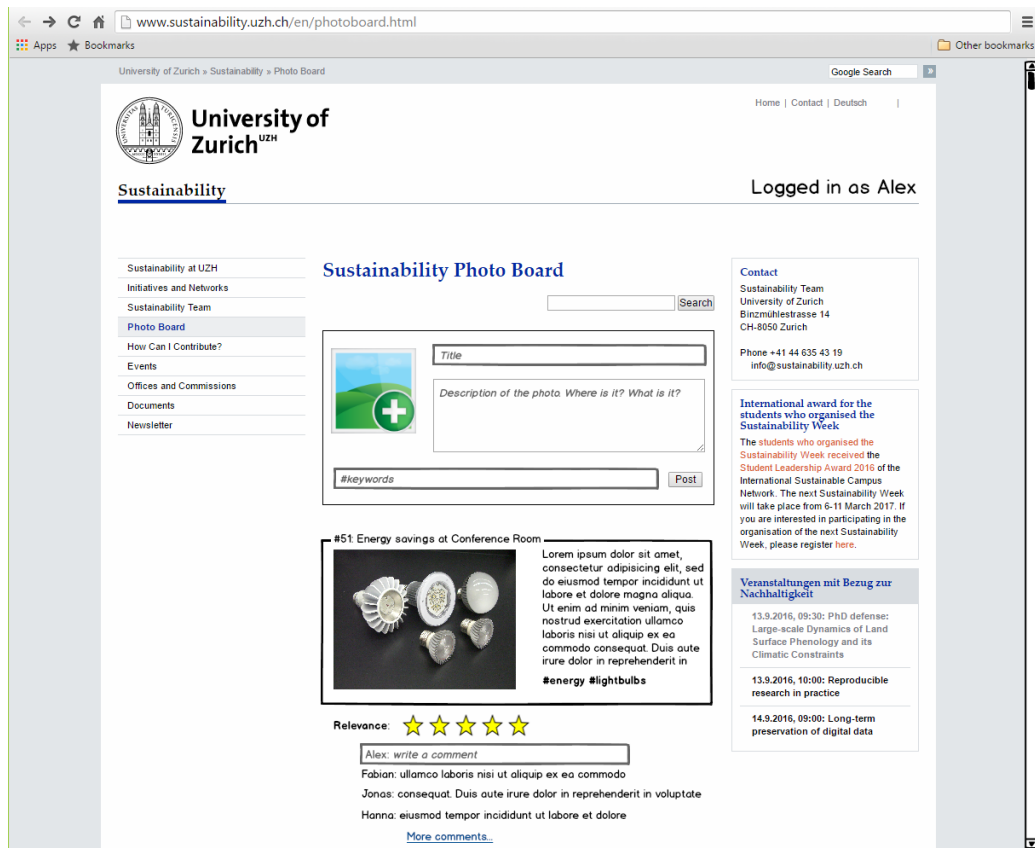 www.sustainability.uzh.ch/en/photoboard.html
Apps Bookmarks Other bookmarks
University of Zurich » Sustainability » Photo Board
Google Search »
Home | Contact | Deutsch |
University of
Zurich UZH
Sustainability
Logged in as Alex
Sustainability at UZH
Initiatives and Networks
Sustainability Team
Photo Board
How Can I Contribute?
Events
Offices and Commissions
Documents
Newsletter
Sustainability Photo Board
Search
Title
Description of the photo. Where is it? What is it?
#keywords
Post
#51: Energy savings at Conference Room
Lorem ipsum dolor sit amet,
consectetur adipisicing elit, sed
do eiusmod tempor incididunt ut
labore et dolore magna aliqua.
Ut enim ad minim veniam, quis
nostrud exercitation ullamco
laboris nisi ut aliquip ex ea
commodo consequat. Duis aute
irure dolor in reprehenderit in
#energy #lightbulbs
Relevance:
Alex: write a comment
Fabian: ullamco laboris nisi ut aliquip ex ea commodo
Jonas: consequat. Duis aute irure dolor in reprehenderit in voluptate
Hanna: eiusmod tempor incididunt ut labore et dolore
More comments...
Contact
Sustainability Team
University of Zurich
Binzmühlestrasse 14
CH-8050 Zurich
Phone +41 44 635 43 19
info@sustainability.uzh.ch
International award for the
students who organised the
Sustainability Week
The students who organised the
Sustainability Week received the
Student Leadership Award 2016 of the
International Sustainable Campus
Network. The next Sustainability Week
will take place from 6-11 March 2017. If
you are interested in participating in the
organisation of the next Sustainability
Week, please register here.
Veranstaltungen mit Bezug zur
Nachhaltigkeit
13.9.2016, 09:30: PhD defense:
Large-scale Dynamics of Land
Surface Phenology and its
Climatic Constraints
13.9.2016, 10:00: Reproducible
research in practice
14.9.2016, 09:00: Long-term
preservation of digital data